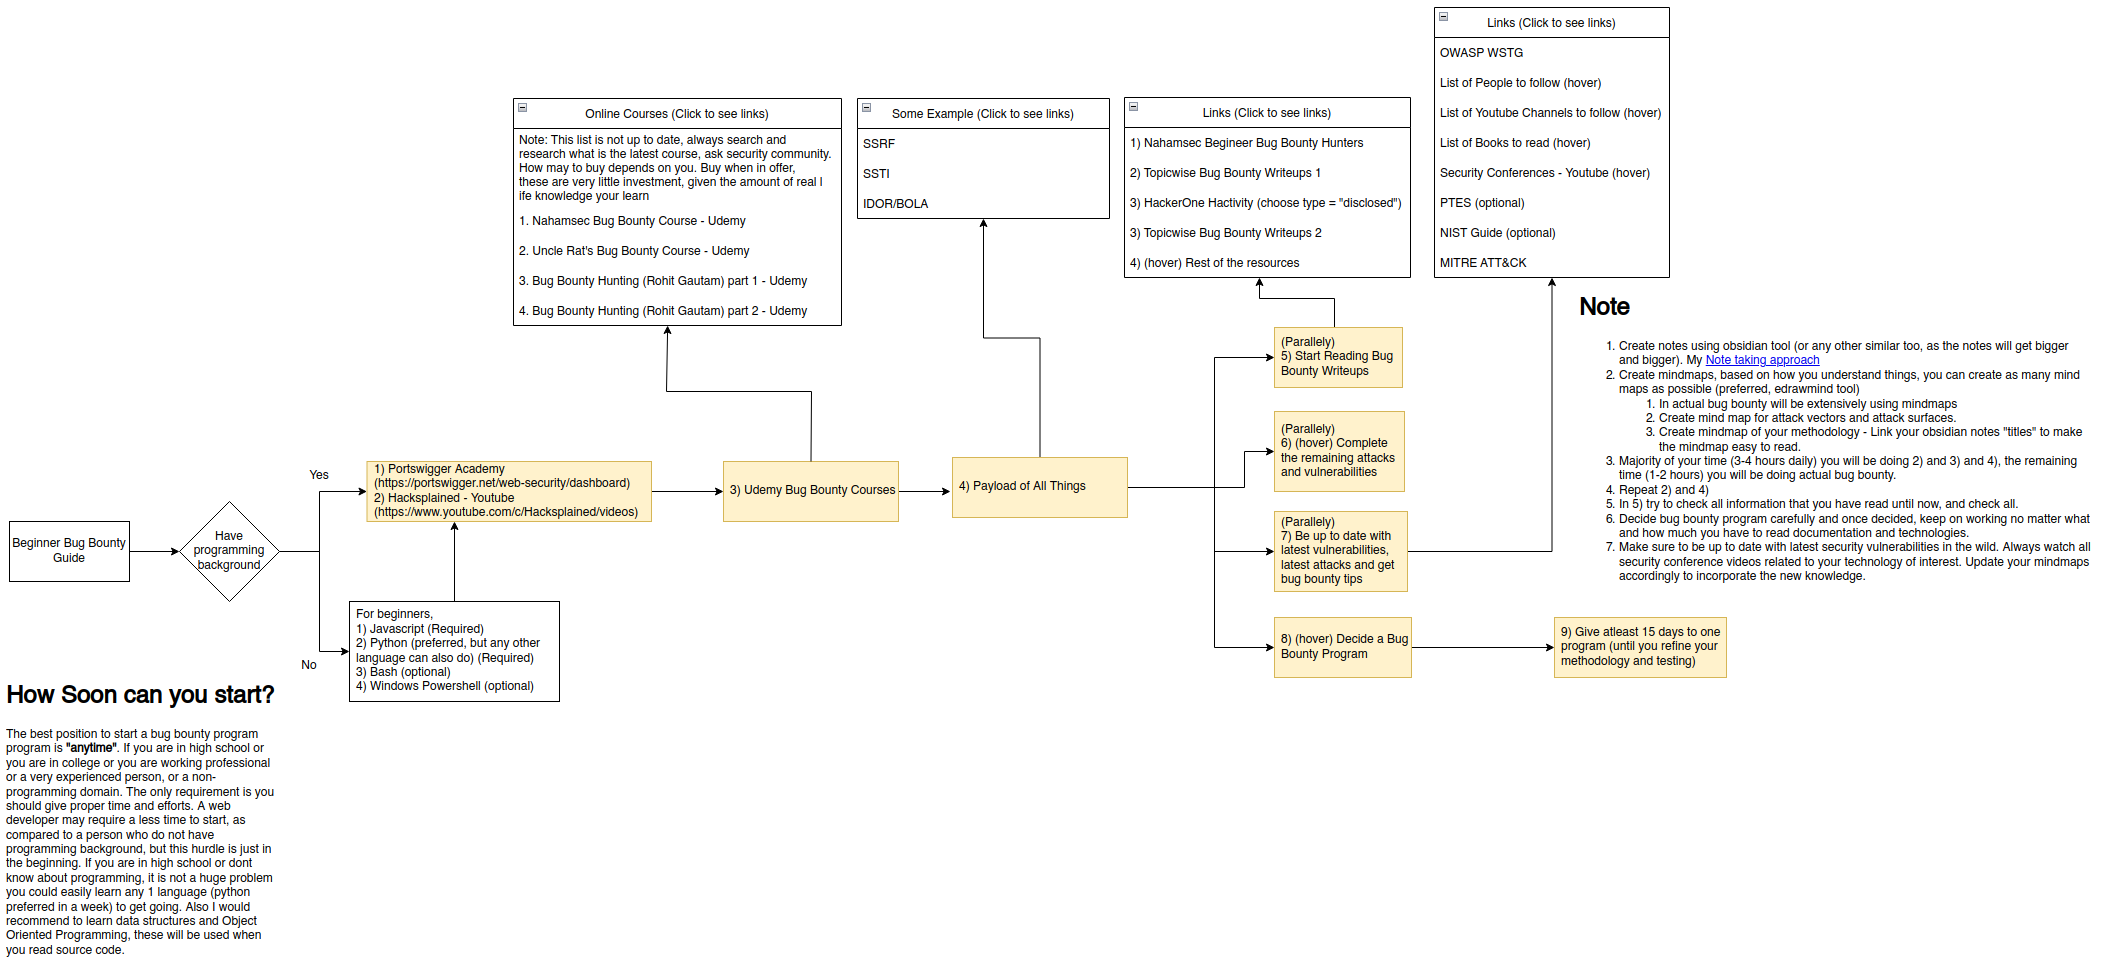 Links (Click to see links)
OWASP WSTG
List of People to follow (hover)
List of Youtube Channels to follow (hover)
List of Books to read (hover)
Security Conferences - Youtube (hover)
PTES (optional)
NIST Guide (optional)
MITRE ATT&CK
Online Courses (Click to see links)
Note: This list is not up to date, always search and
research what is the latest course, ask security community.
How may to buy depends on you. Buy when in offer,
these are very little investment, given the amount of real l
ife knowledge your learn
1. Nahamsec Bug Bounty Course - Udemy
2. Uncle Rat's Bug Bounty Course - Udemy
3. Bug Bounty Hunting (Rohit Gautam) part 1 - Udemy
4. Bug Bounty Hunting (Rohit Gautam) part 2 - Udemy
Some Example (Click to see links)
SSRF
SSTI
IDOR/BOLA
Links (Click to see links)
1) Nahamsec Begineer Bug Bounty Hunters
2) Topicwise Bug Bounty Writeups 1
3) HackerOne Hactivity (choose type = "disclosed")
3) Topicwise Bug Bounty Writeups 2
4) (hover) Rest of the resources
Beginner Bug Bounty
Guide
Have
programming
background
Yes
No
1) Portswigger Academy
(https://portswigger.net/web-security/dashboard)
2) Hacksplained - Youtube
(https://www.youtube.com/c/Hacksplained/videos)
For beginners,
1) Javascript (Required)
2) Python (preferred, but any other
language can also do) (Required)
3) Bash (optional)
4) Windows Powershell (optional)
3) Udemy Bug Bounty Courses
4) Payload of All Things
(Parallely)
5) Start Reading Bug
Bounty Writeups
(Parallely)
6) (hover) Complete
the remaining attacks
and vulnerabilities
(Parallely)
7) Be up to date with
latest vulnerabilities,
latest attacks and get
bug bounty tips
8) (hover) Decide a Bug
Bounty Program
9) Give atleast 15 days to one
program (until you refine your
methodology and testing)
Note
1. Create notes using obsidian tool (or any other similar too, as the notes will get bigger
and bigger). My Note taking approach
2. Create mindmaps, based on how you understand things, you can create as many mind
maps as possible (preferred, edrawmind tool)
1. In actual bug bounty will be extensively using mindmaps
2. Create mind map for attack vectors and attack surfaces.
3. Create mindmap of your methodology - Link your obsidian notes "titles" to make
the mindmap easy to read.
3. Majority of your time (3-4 hours daily) you will be doing 2) and 3) and 4), the remaining
time (1-2 hours) you will be doing actual bug bounty.
4. Repeat 2) and 4)
5. In 5) try to check all information that you have read until now, and check all.
6. Decide bug bounty program carefully and once decided, keep on working no matter what
and how much you have to read documentation and technologies.
7. Make sure to be up to date with latest security vulnerabilities in the wild. Always watch all
security conference videos related to your technology of interest. Update your mindmaps
accordingly to incorporate the new knowledge.
How Soon can you start?
The best position to start a bug bounty program
program is "anytime". If you are in high school or
you are in college or you are working professional
or a very experienced person, or a non-
programming domain. The only requirement is you
should give proper time and efforts. A web
developer may require a less time to start, as
compared to a person who do not have
programming background, but this hurdle is just in
the beginning. If you are in high school or dont
know about programming, it is not a huge problem
you could easily learn any 1 language (python
preferred in a week) to get going. Also I would
recommend to learn data structures and Object
Oriented Programming, these will be used when
you read source code.